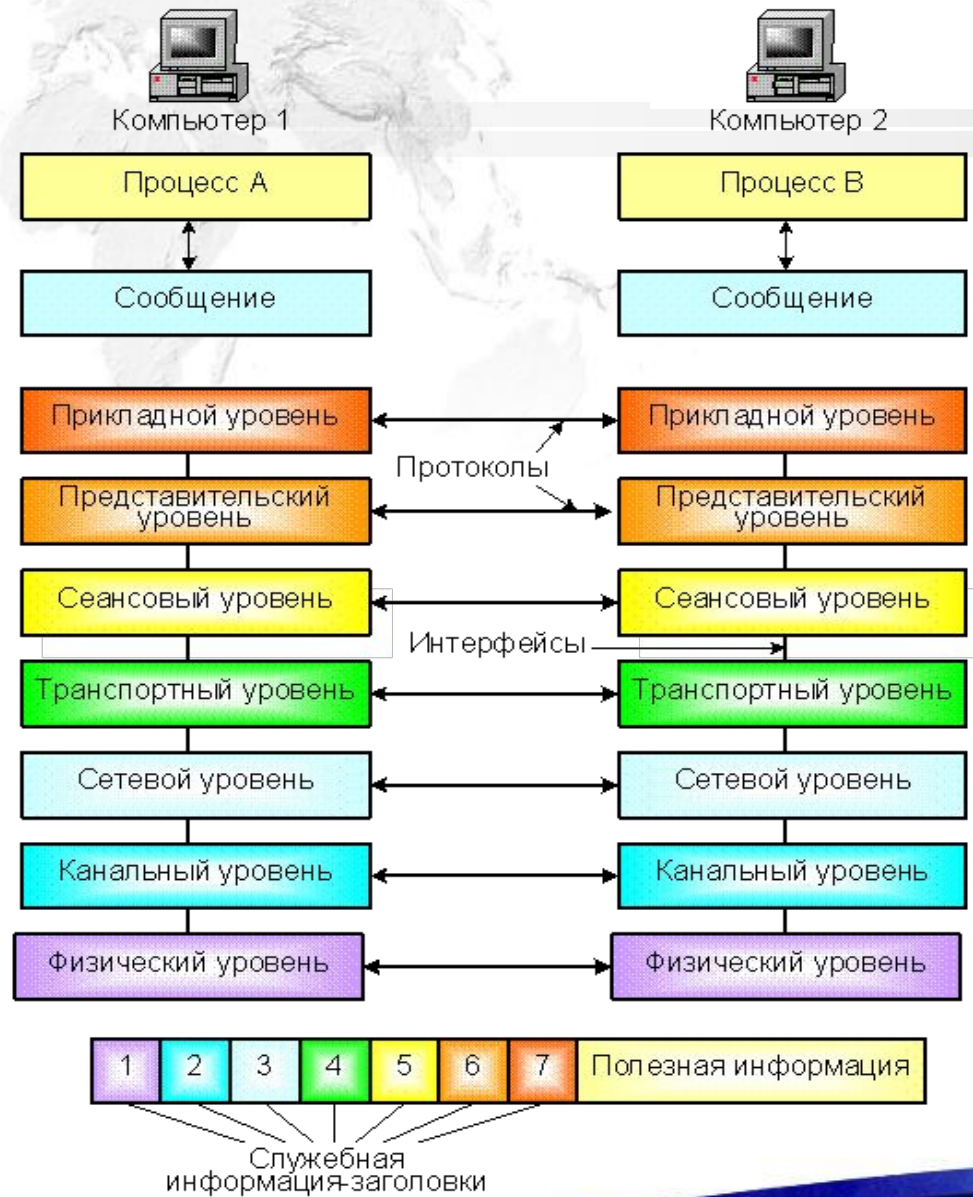 Компьютер 1
Компьютер 2
Процесс А
Процесс В
Сообщение
Сообщение
Прикладной уровень
Прикладной уровень
Протоколы
Представительский
уровень
Представительский
уровень
Сеансовый уровень
Сеансовый уровень
Интерфейсы
Транспортный уровень
Транспортный уровень
Сетевой уровень
Сетевой уровень
Канальный уровень
Канальный уровень
Физический уровень
Физический уровень
1 2 3 4 5 6 7 Полезная информация
Служебная
информация-заголовки